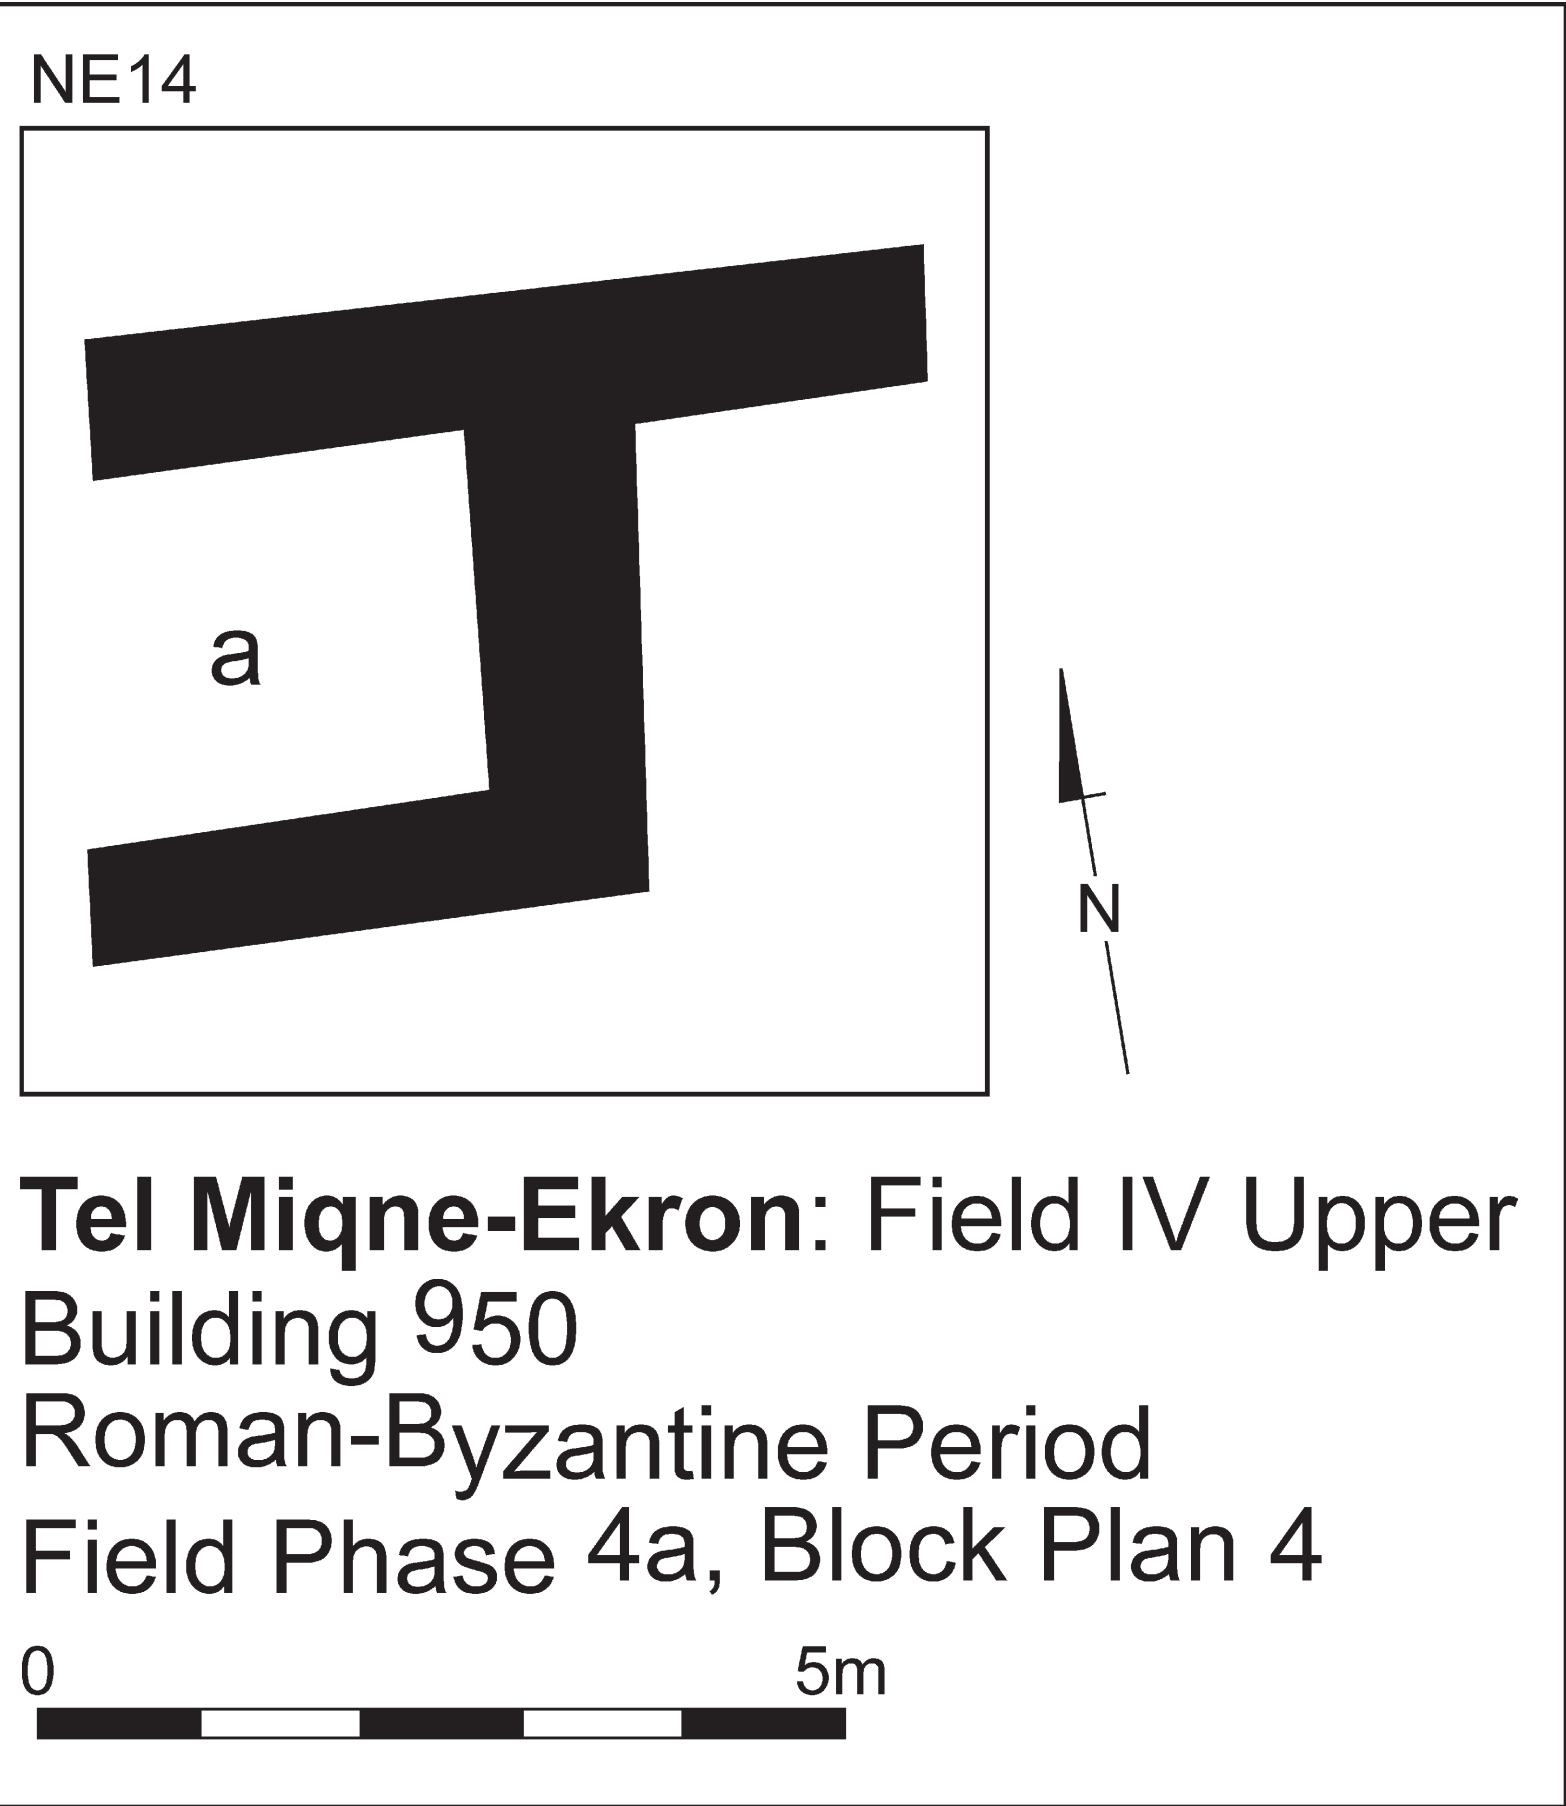 NE14
a
N
Tel Miqne-Ekron: Field IV Upper
Building 950
Roman-Byzantine Period
Field Phase 4a, Block Plan 4
0 5m